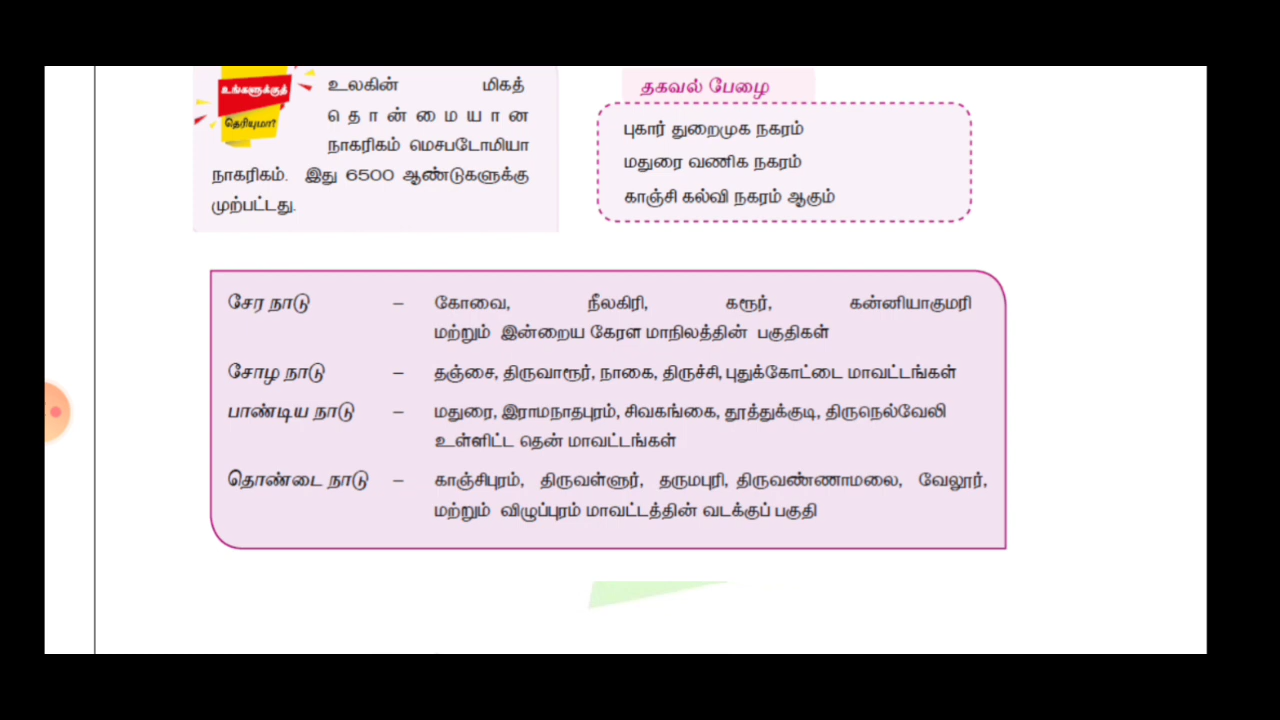 உங்களுக்குத்
தெரியுமா?
உலகின் மிகத்
தொன்மையான
நாகரிகம் மெசபடோமியா
நாகரிகம். இது 6500 ஆண்டுகளுக்கு
முற்பட்டது.
தகவல் பேழை
புகார் துறைமுக நகரம்
மதுரை வணிக நகரம்
காஞ்சி கல்வி நகரம் ஆகும்
சேர நாடு – கோவை, நீலகிரி, கரூர், கன்னியாகுமரி
மற்றும் இன்றைய கேரள மாநிலத்தின் பகுதிகள்
சோழ நாடு – தஞ்சை, திருவாரூர், நாகை, திருச்சி, புதுக்கோட்டை மாவட்டங்கள்
பாண்டிய நாடு – மதுரை, இராமநாதபுரம், சிவகங்கை, தூத்துக்குடி, திருநெல்வேலி
உள்ளிட்ட தென் மாவட்டங்கள்
தொண்டை நாடு – காஞ்சிபுரம், திருவள்ளுர், தருமபுரி, திருவண்ணாமலை, வேலூர்,
மற்றும் விழுப்புரம் மாவட்டத்தின் வடக்குப் பகுதி